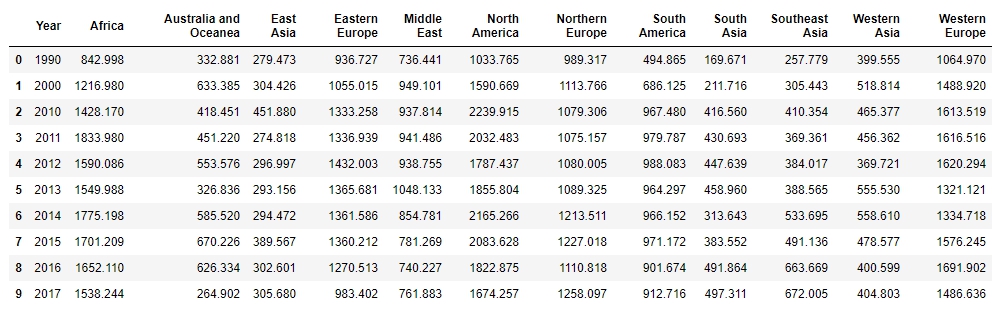 Year Africa Australia and Oceanea East Asia Eastern Europe Middle East North America Northern Europe South America South Asia Southeast Asia Western Asia Western Europe
0 1990 842.998 332.881 279.473 936.727 736.441 1033.765 989.317 494.865 169.671 257.779 399.555 1064.970
1 2000 1216.980 633.385 304.426 1055.015 949.101 1590.669 1113.766 686.125 211.716 305.443 518.814 1488.920
2 2010 1428.170 418.451 451.880 1333.258 937.814 2239.915 1079.306 967.480 416.560 410.354 465.377 1613.519
3 2011 1833.980 451.220 274.818 1336.939 941.486 2032.483 1075.157 979.787 430.693 369.361 456.362 1616.516
4 2012 1590.086 553.576 296.997 1432.003 938.755 1787.437 1080.005 988.083 447.639 384.017 369.721 1620.294
5 2013 1549.988 326.836 293.156 1365.681 1048.133 1855.804 1089.325 964.297 458.960 388.565 555.530 1321.121
6 2014 1775.198 585.520 294.472 1361.586 854.781 2165.266 1213.511 966.152 313.643 533.695 558.610 1334.718
7 2015 1701.209 670.226 389.567 1360.212 781.269 2083.628 1227.018 971.172 383.552 491.136 478.577 1576.245
8 2016 1652.110 626.334 302.601 1270.513 740.227 1822.875 1110.818 901.674 491.864 663.669 400.599 1691.902
9 2017 1538.244 264.902 305.680 983.402 761.883 1674.257 1258.097 912.716 497.311 672.005 404.803 1486.636